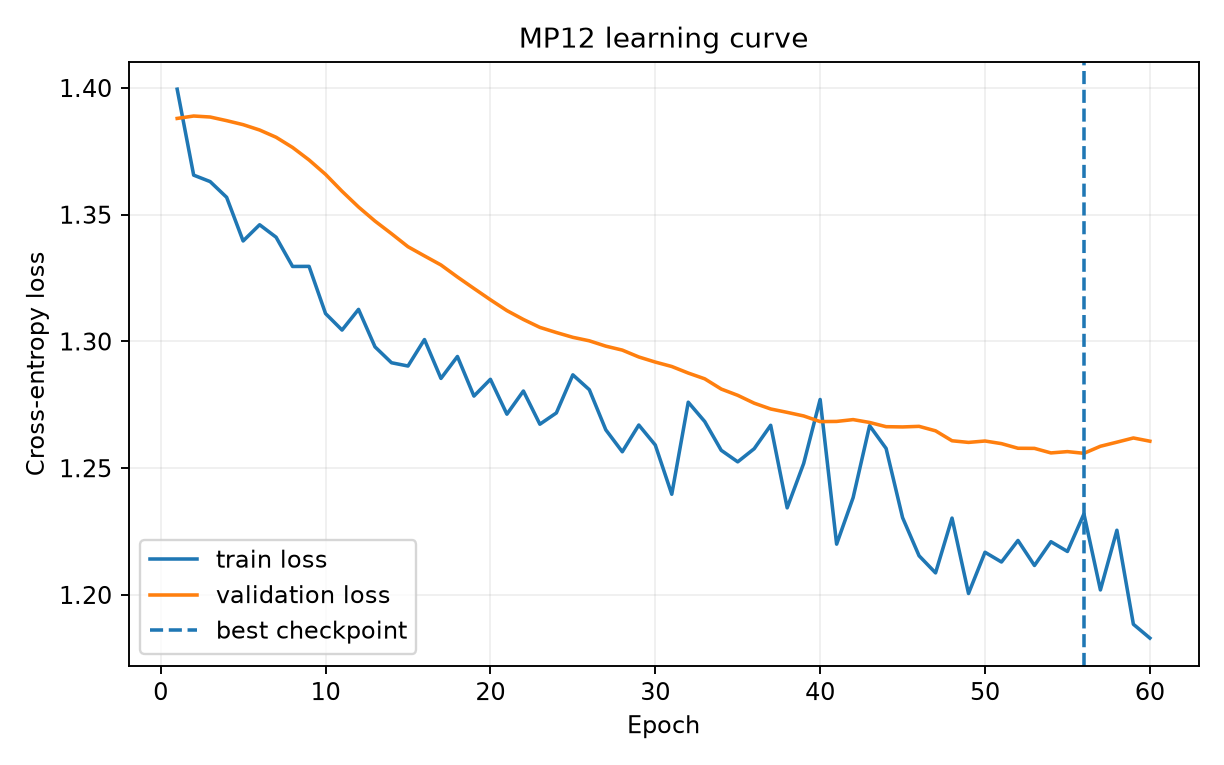 MP12 learning curve
Cross-entropy loss
1.40
1.35
1.30
1.25
1.20
train loss
validation loss
best checkpoint
0 10 20 30 40 50 60
Epoch